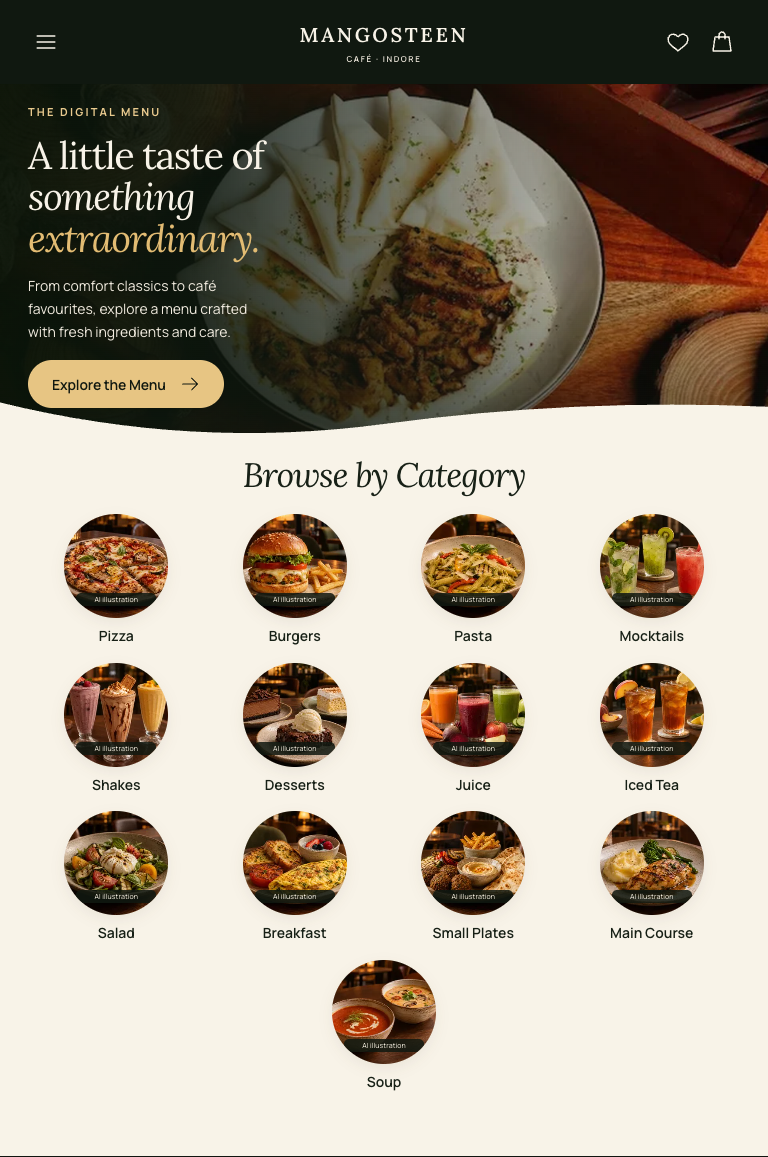 MANGOSTEEN
CAFÉ · INDORE
THE DIGITAL MENU
A little taste of
something
extraordinary.
From comfort classics to café
favourites, explore a menu crafted
with fresh ingredients and care.
Explore the Menu
Browse by Category
AI illustration AI illustration AI illustration AI illustration
Pizza Burgers Pasta Mocktails
AI illustration AI illustration AI illustration AI illustration
Shakes Desserts Juice Iced Tea
AI illustration AI illustration AI illustration AI illustration
Salad Breakfast Small Plates Main Course
AI illustration
Soup